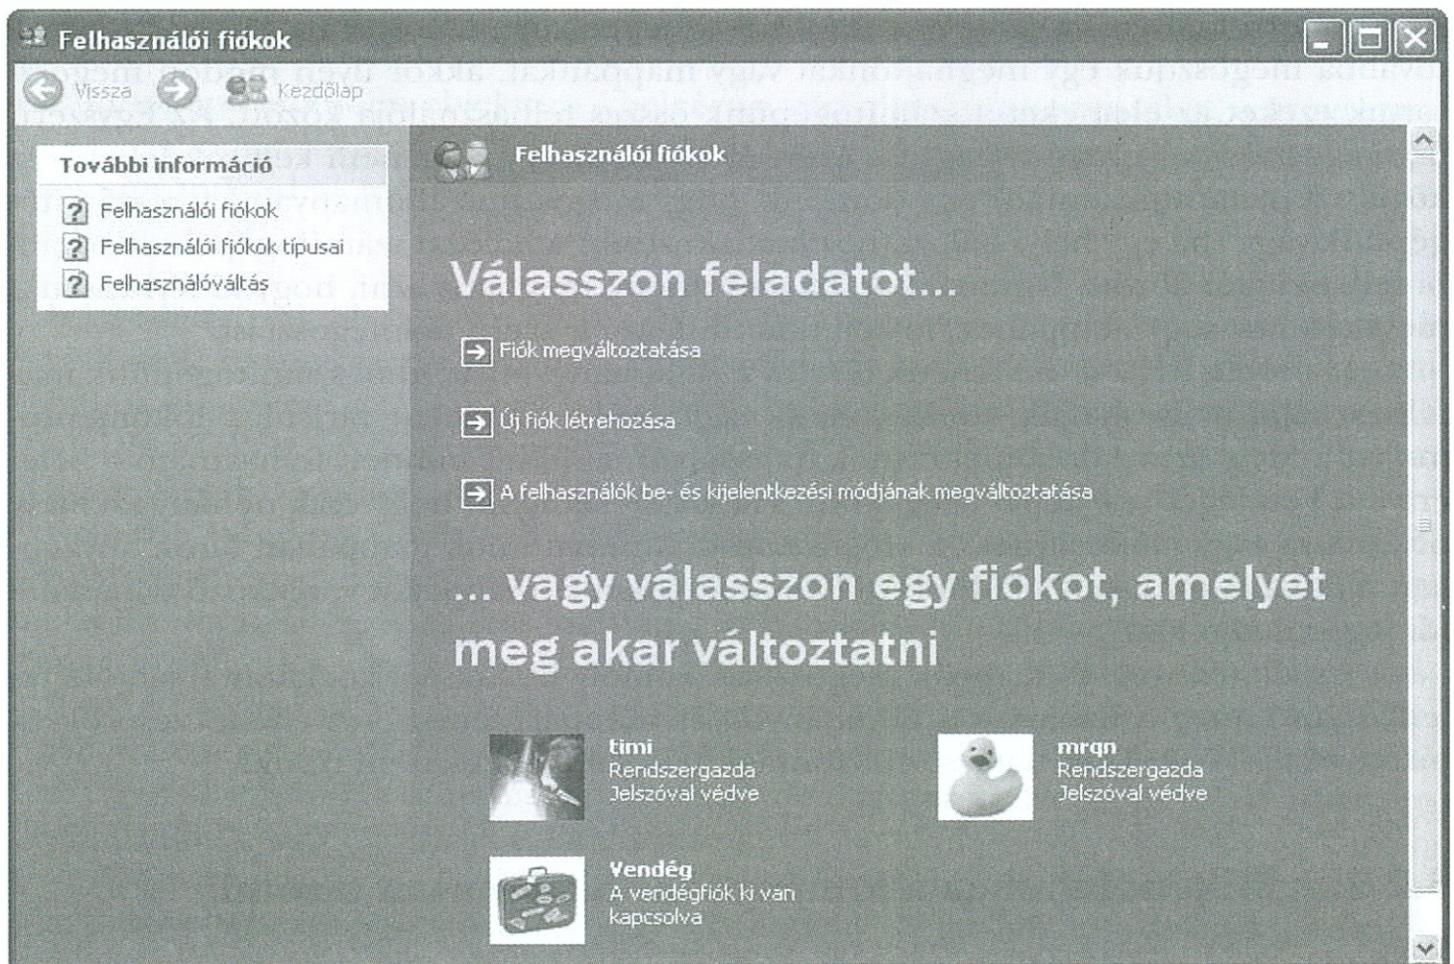 Felhasználói fiókok
Vissza
Kezdőlap
További információ
Felhasználói fiókok
Felhasználói fiókok típusai
Felhasználóváltás
Felhasználói fiókok
Válasszon feladatot...
Fiók megváltoztatása
Új fiók létrehozása
A felhasználók be- és kijelentkezési módjának megváltoztatása
... vagy válasszon egy fiókot, amelyet
meg akar változtatni
timi
Rendszergazda
Jelszóval védve
mrqn
Rendszergazda
Jelszóval védve
Vendég
A vendégfiók ki van
kapcsolva